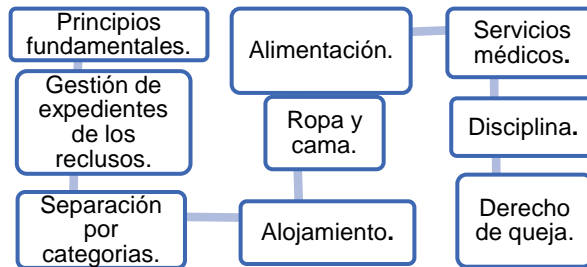 Principios
fundamentales.
Gestión de
expedientes
de los
reclusos.
Separación
por
categorias.
Alojamiento.
Ropa y
cama.
Alimentación.
Servicios
médicos.
Disciplina.
Derecho
de queja.